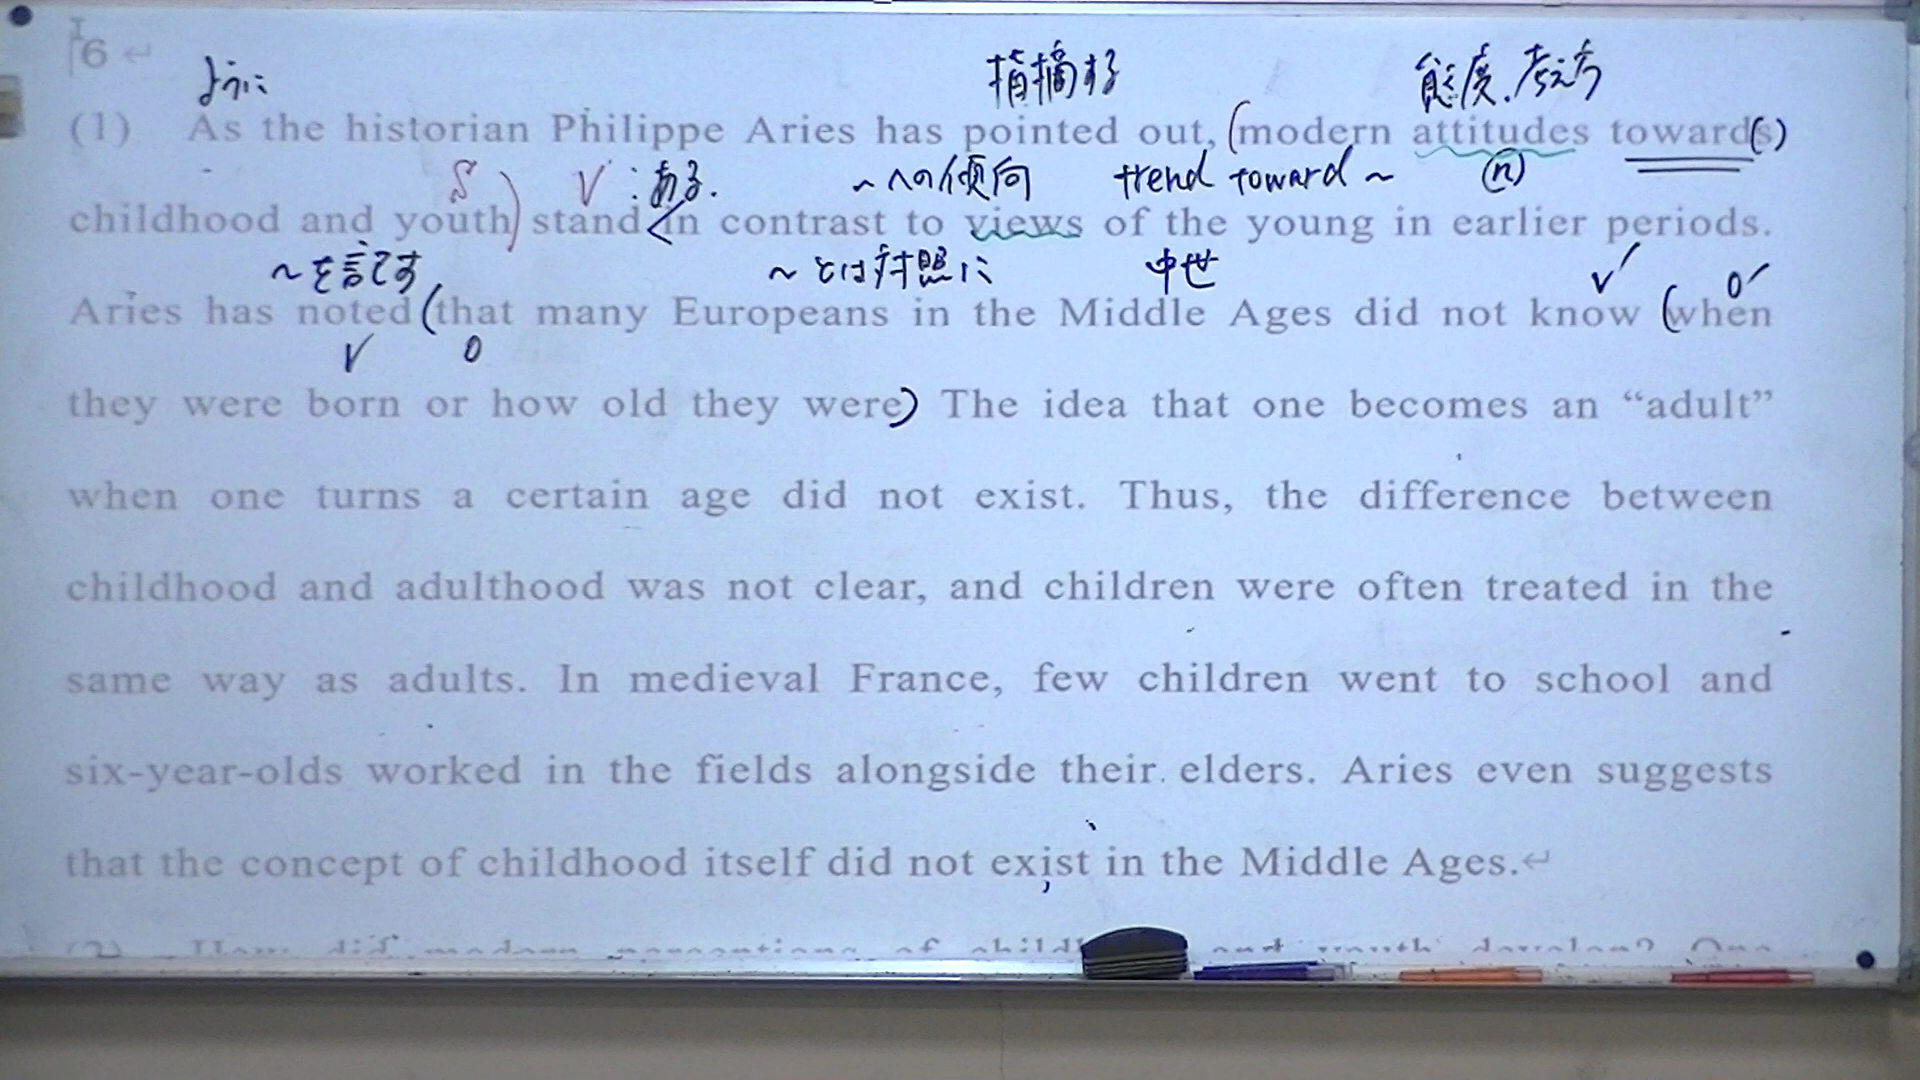 6
ように 指摘する 態度.考え方
(1) As the historian Philippe Aries has pointed out, (modern attitudes toward(s)
S V:ある. ~への傾向 trend toward ~ (n)
childhood and youth) stand <in contrast to views of the young in earlier periods.
~を記す ~とは対照に 中世 V O
Aries has noted (that many Europeans in the Middle Ages did not know (when
V O
they were born or how old they were) The idea that one becomes an “adult”
when one turns a certain age did not exist. Thus, the difference between
childhood and adulthood was not clear, and children were often treated in the
same way as adults. In medieval France, few children went to school and
six-year-olds worked in the fields alongside their elders. Aries even suggests
that the concept of childhood itself did not exist in the Middle Ages.